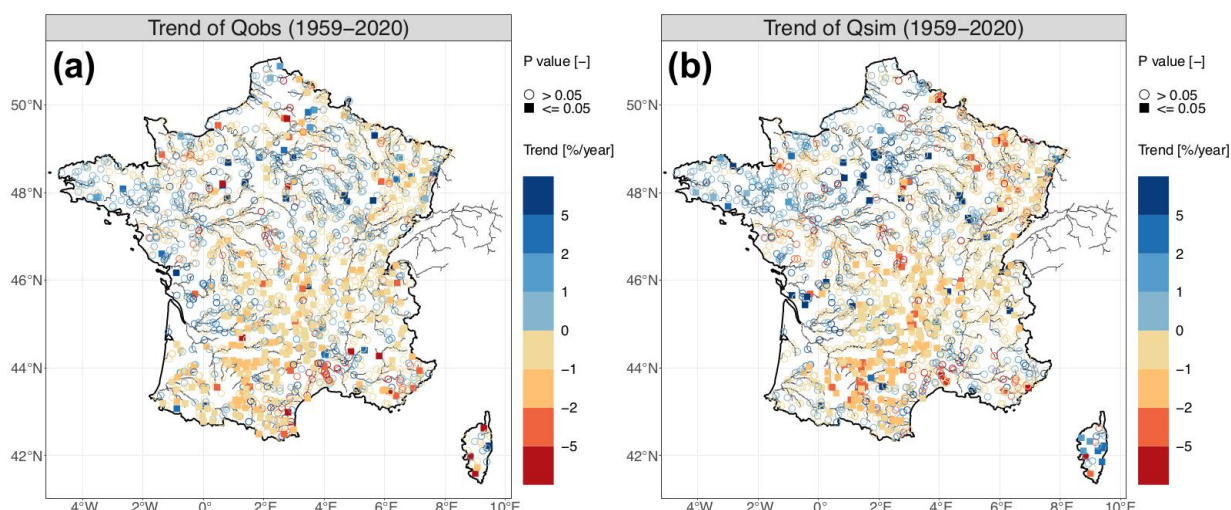 Trend of Qobs (1959−2020)
(a)
50°N
48°N
46°N
44°N
42°N
4°W
2°W
0°
2°E
4°E
6°E
8°E
10°E
P value [−]
> 0.05
<= 0.05
Trend [%/year]
5
2
1
0
−1
−2
−5
Trend of Qsim (1959−2020)
(b)
50°N
48°N
46°N
44°N
42°N
4°W
2°W
0°
2°E
4°E
6°E
8°E
10°E
P value [−]
> 0.05
<= 0.05
Trend [%/year]
5
2
1
0
−1
−2
−5